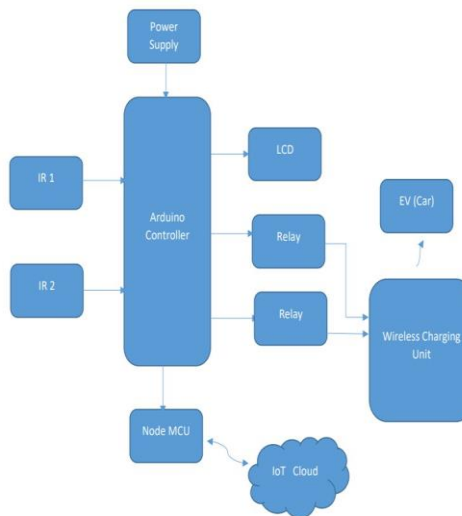 Power
Supply
LCD
IR 1
EV (Car)
Arduino
Controller
Relay
IR 2
Relay
Wireless Charging
Unit
Node MCU
IoT Cloud